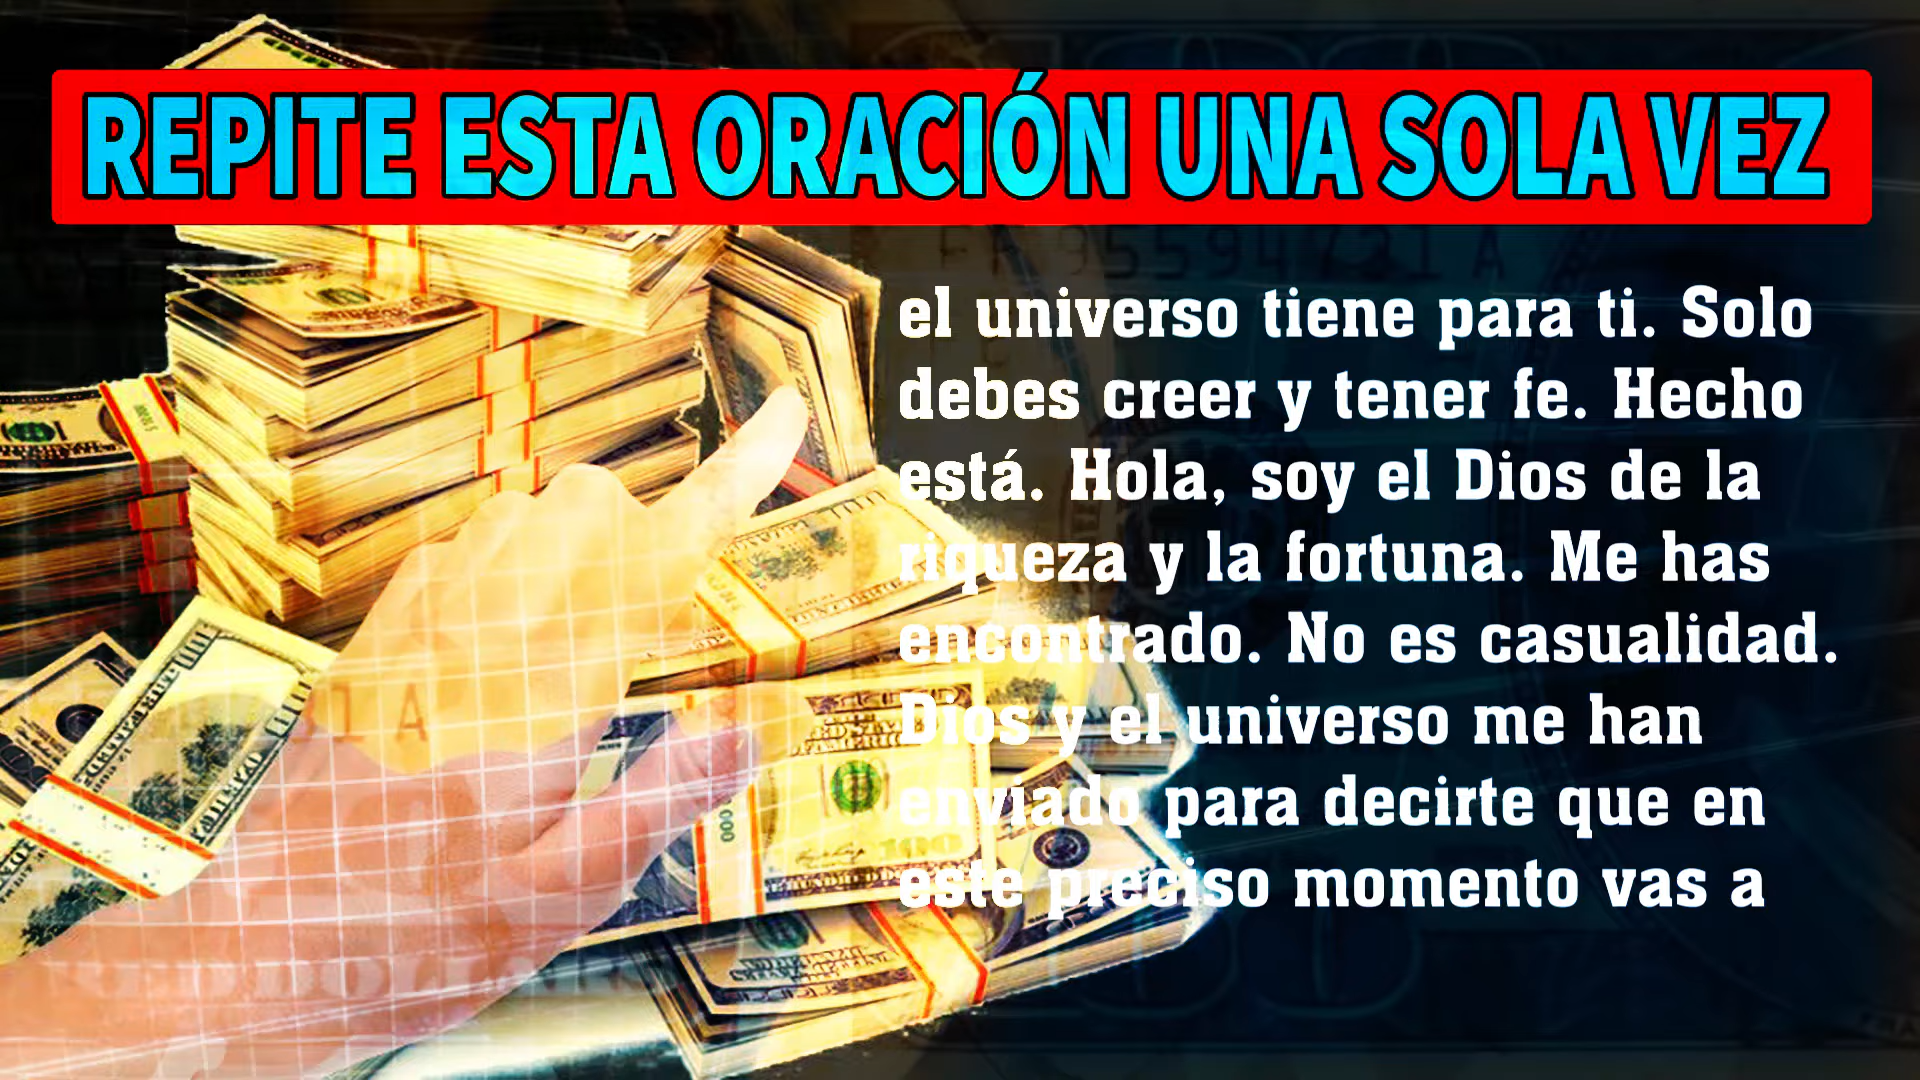 REPITE ESTA ORACIÓN UNA SOLA VEZ
el universo tiene para ti. Solo
debes creer y tener fe. Hecho
está. Hola, soy el Dios de la
riqueza y la fortuna. Me has
encontrado. No es casualidad.
Dios y el universo me han
enviado para decirte que en
este preciso momento vas a